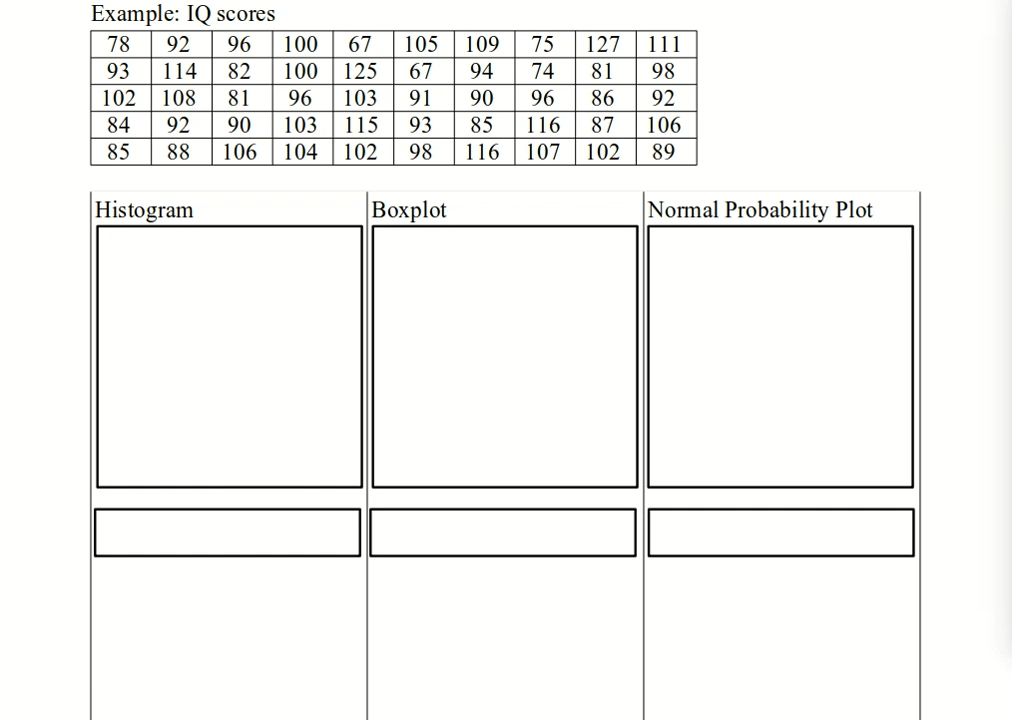 Example: IQ scores
78 92 96 100 67 105 109 75 127 111
93 114 82 100 125 67 94 74 81 98
102 108 81 96 103 91 90 96 86 92
84 92 90 103 115 93 85 116 87 106
85 88 106 104 102 98 116 107 102 89
Histogram Boxplot Normal Probability Plot